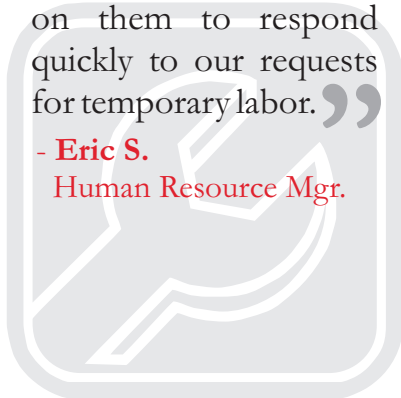 on them to respond
quickly to our requests
for temporary labor.”
- Eric S.
Human Resource Mgr.